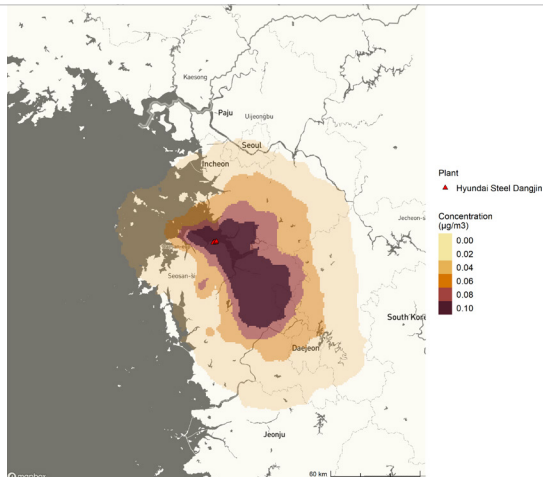 Kaesong
Paju
Uijeongbu
Seoul
Incheon
Jecheon-s
Seosan-si
South Kore
Daejeon
Jeonju
60 km
mapbox
Plant
Hyundai Steel Dangjin
Concentration
(µg/m3)
0.00
0.02
0.04
0.06
0.08
0.10